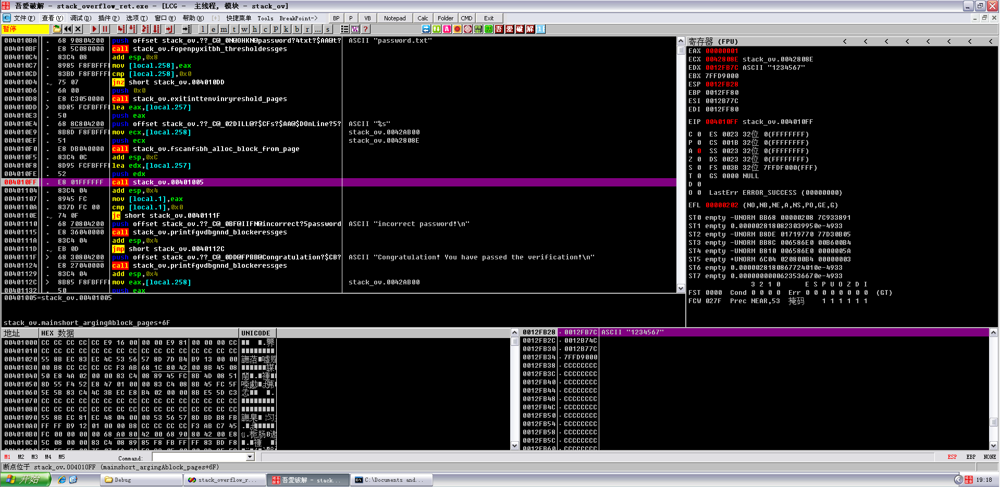 吾爱破解 - stack_overflow_ret.exe - [LCG -  主线程, 模块 - stack_ov]
文件(F) 查看(V) 调试(D) 插件(P) 选项(T) 窗口(W) 帮助(H) [+] 快捷菜单 Tools BreakPoint-> BP P VB Notepad Calc Folder CMD Exit
暂停 l e m t w h c p k b r ... s ?
004010BA . 68 90804200 push offset stack_ov.??_C@_0N@OHKN@password?4txt?$AA@t? ASCII "password.txt"
004010BF . E8 5C080000 call stack_ov.fopenpyxitbh_thresholdessges
004010C4 . 83C4 08 add esp,0x8
004010C7 . 8985 F8FBFFFF mov [local.258],eax
004010CD . 83BD F8FBFFFF cmp [local.258],0x0
004010D4 . 75 07 jnz short stack_ov.004010DD
004010D6 . 6A 00 push 0x0
004010D8 . E8 C3050000 call stack_ov.exitinttenvinryreshold_pages
004010DD > 8D85 FCFBFFFF lea eax,[local.257]
004010E3 . 50 push eax
004010E4 . 68 8C804200 push offset stack_ov.??_C@_02DILL@?$CFs?$AA@$DOnLine?5? ASCII "%s"
004010E9 . 8B8D F8FBFFFF mov ecx,[local.258] stack_ov.0042AB00
004010EF . 51 push ecx stack_ov.0042808E
004010F0 . E8 DB040000 call stack_ov.fscanfsbh_alloc_block_from_page
004010F5 . 83C4 0C add esp,0xC
004010F8 . 8D95 FCFBFFFF lea edx,[local.257]
004010FE . 52 push edx
004010FF . E8 01FFFFFF call stack_ov.00401005
00401104 . 83C4 04 add esp,0x4
00401107 . 8945 FC mov [local.1],eax
0040110A . 837D FC 00 cmp [local.1],0x0
0040110E . 74 0F je short stack_ov.0040111F
00401110 . 68 70804200 push offset stack_ov.??_C@_0BF@IIFN@incorrect?5password ASCII "incorrect password!\n"
00401115 . E8 36040000 call stack_ov.printfgvdbgnnd_blockeressges
0040111A . 83C4 04 add esp,0x4
0040111D . EB 0D jmp short stack_ov.0040112C
0040111F > 68 30804200 push offset stack_ov.??_C@_0DD@FPBB@Congratulation?$CB? ASCII "Congratulation! You have passed the verification!\n"
00401124 . E8 27040000 call stack_ov.printfgvdbgnnd_blockeressges
00401129 . 83C4 04 add esp,0x4
0040112C > 8B85 F8FBFFFF mov eax,[local.258] stack_ov.0042AB00
00401132 . 50 push eax
00401005=stack_ov.00401005
stack_ov.mainshort_argingAblock_pages+6F
寄存器 (FPU) < < < < < < < <
EAX 00000001
ECX 0042808E stack_ov.0042808E
EDX 0012FB7C ASCII "1234567"
EBX 7FFD9000
ESP 0012FB28
EBP 0012FF80
ESI 0012B77C
EDI 0012FF80
EIP 004010FF stack_ov.004010FF
C 0 ES 0023 32位 0(FFFFFFFF)
P 0 CS 001B 32位 0(FFFFFFFF)
A 0 SS 0023 32位 0(FFFFFFFF)
Z 0 DS 0023 32位 0(FFFFFFFF)
S 0 FS 003B 32位 7FFDF000(FFF)
T 0 GS 0000 NULL
D 0
O 0 LastErr ERROR_SUCCESS (00000000)
EFL 00000202 (NO,NB,NE,A,NS,PO,GE,G)
ST0 empty -UNORM BB68 00000208 7C933891
ST1 empty 0.0000028180823039950e-4933
ST2 empty -UNORM B8DE 01719770 77D30B05
ST3 empty -UNORM BB8C 006586E0 00B600B4
ST4 empty -UNORM B810 006586E0 0000005A
ST5 empty +UNORM 6C04 020800B4 00000003
ST6 empty 0.0000028180867724010e-4933
ST7 empty 0.0000000000623536670e-4933
3 2 1 0 E S P U O Z D I
FST 0000 Cond 0 0 0 0 Err 0 0 0 0 0 0 0 0 (GT)
FCW 027F Prec NEAR,53 掩码 1 1 1 1 1 1
地址 HEX 数据 UNICODE
00401000 CC CC CC CC CC E9 16 00 00 00 E9 81 00 00 00 CC
00401010 CC CC CC CC CC CC CC CC CC CC CC CC CC CC CC CC
00401020 55 8B EC 83 EC 4C 53 56 57 8D 7D B4 B9 13 00 00
00401030 00 B8 CC CC CC CC F3 AB 68 1C 80 42 00 8B 45 08
00401040 50 E8 4A 02 00 00 83 C4 08 89 45 FC 8B 4D 08 51
00401050 8D 55 F4 52 E8 47 01 00 00 83 C4 08 8B 45 FC 5F
00401060 5E 5B 83 C4 4C 3B EC E8 B4 02 00 00 8B E5 5D C3
00401070 CC CC CC CC CC CC CC CC CC CC CC CC CC CC CC CC
00401080 CC CC CC CC CC CC CC CC CC CC CC CC CC CC CC CC
00401090 55 8B EC 81 EC 48 04 00 00 53 56 57 8D BD B8 FB
004010A0 FF FF B9 12 01 00 00 B8 CC CC CC CC F3 AB C7 45
004010B0 FC 00 00 00 00 68 A0 80 42 00 68 90 80 42 00 E8
004010C0 5C 08 00 00 83 C4 08 89 85 F8 FB FF FF 83 BD F8
0012FB28 0012FB7C ASCII "1234567"
0012FB2C 0012B74C
0012FB30 0012B77C
0012FB34 7FFD9000
0012FB38 CCCCCCCC
0012FB3C CCCCCCCC
0012FB40 CCCCCCCC
0012FB44 CCCCCCCC
0012FB48 CCCCCCCC
0012FB4C CCCCCCCC
0012FB50 CCCCCCCC
0012FB54 CCCCCCCC
0012FB58 CCCCCCCC
0012FB5C CCCCCCCC
0012FB60 CCCCCCCC
M1 M2 M3 M4 M5 Command: ESP EBP NONE
断点位于 stack_ov.004010FF (mainshort_argingAblock_pages+6F)
开始 Debug stack_overflow_r... 吾爱破解 - stack... C:\Documents and... 19:18